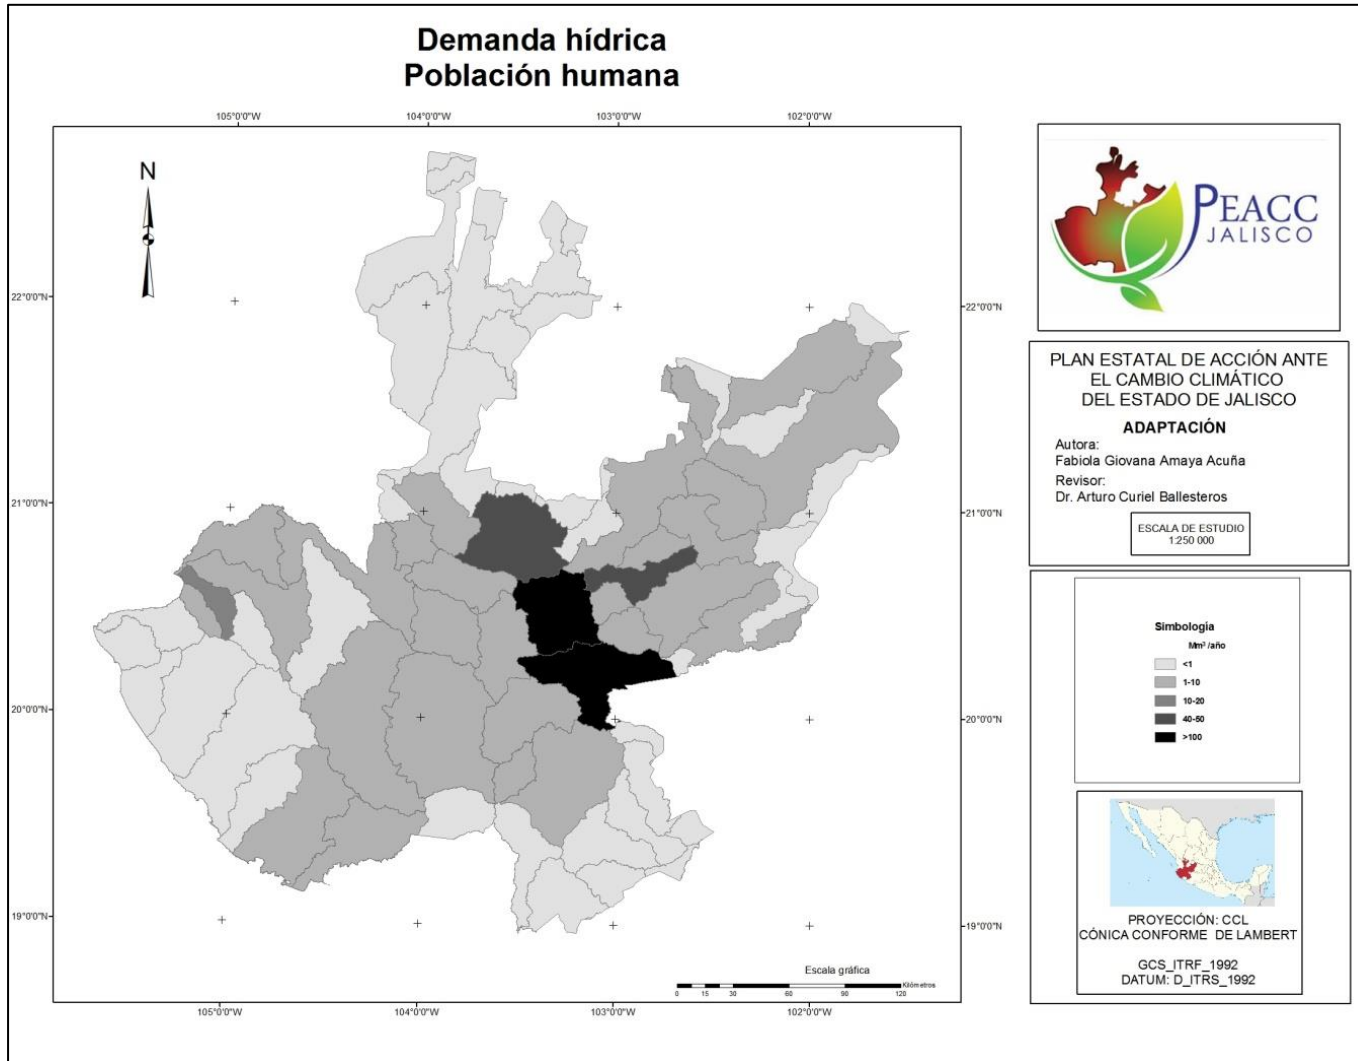 Demanda hídrica
Población humana
105°0'0"W
104°0'0"W
103°0'0"W
102°0'0"W
N
22°0'0"N
22°0'0"N
21°0'0"N
21°0'0"N
20°0'0"N
20°0'0"N
19°0'0"N
19°0'0"N
Escala gráfica
0 15 30 60 90 120 Kilómetros
105°0'0"W
104°0'0"W
103°0'0"W
102°0'0"W
PEACC
JALISCO
PLAN ESTATAL DE ACCIÓN ANTE
EL CAMBIO CLIMÁTICO
DEL ESTADO DE JALISCO
ADAPTACIÓN
Autora:
Fabiola Giovana Amaya Acuña
Revisor:
Dr. Arturo Curiel Ballesteros
ESCALA DE ESTUDIO
1:250 000
Simbología
Mm³ /año
<1
1-10
10-20
40-50
>100
PROYECCIÓN: CCL
CÓNICA CONFORME DE LAMBERT
GCS_ITRF_1992
DATUM: D_ITRS_1992